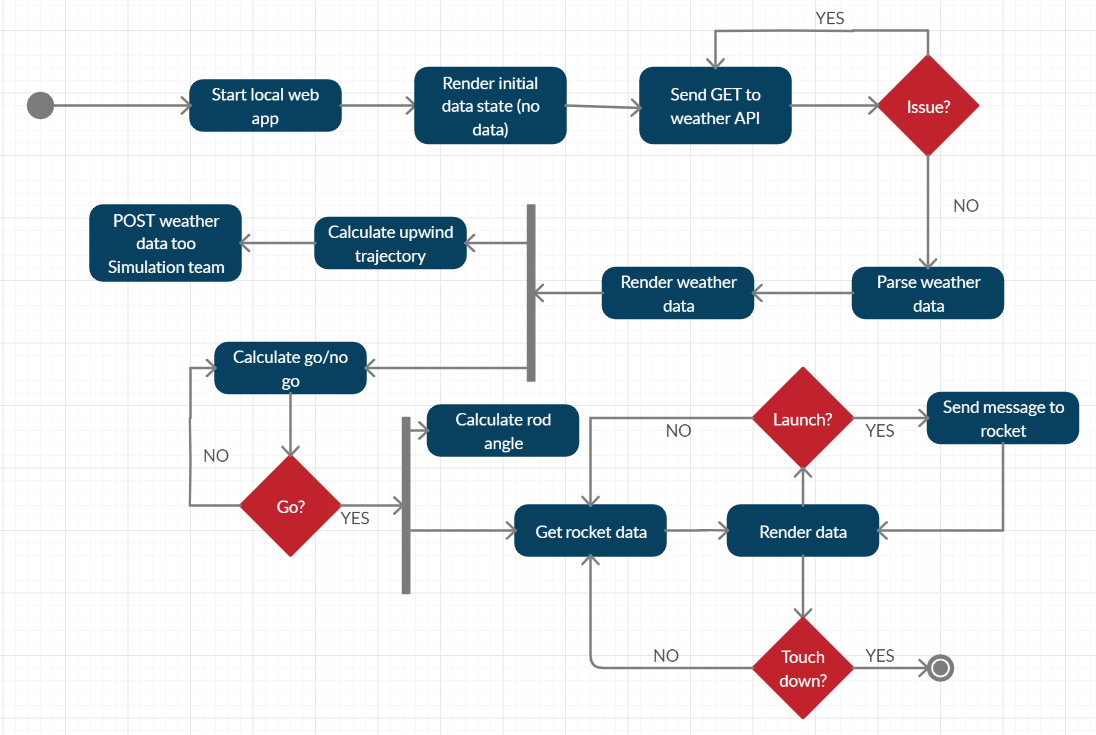 YES
Start local web
app
Render initial
data state (no
data)
Send GET to
weather API
Issue?
NO
POST weather
data too
Simulation team
Calculate upwind
trajectory
Render weather
data
Parse weather
data
Calculate go/no
go
NO
Go?
YES
Calculate rod
angle
NO
Launch?
YES
Send message to
rocket
Get rocket data
Render data
NO
Touch
down?
YES